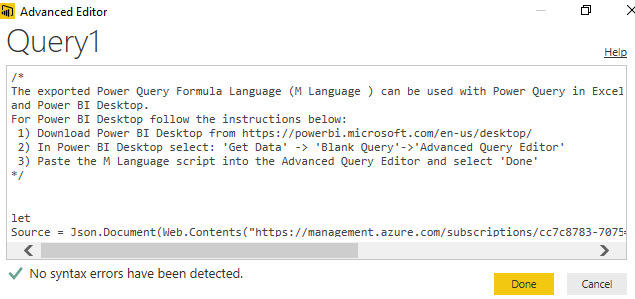 Advanced Editor
Query1
Help
/*
The exported Power Query Formula Language (M Language ) can be used with Power Query in Excel
and Power BI Desktop.
For Power BI Desktop follow the instructions below:
1) Download Power BI Desktop from https://powerbi.microsoft.com/en-us/desktop/
2) In Power BI Desktop select: 'Get Data' -> 'Blank Query'->'Advanced Query Editor'
3) Paste the M Language script into the Advanced Query Editor and select 'Done'
*/
let
Source = Json.Document(Web.Contents("https://management.azure.com/subscriptions/cc7c8783-7075
No syntax errors have been detected.
Done
Cancel